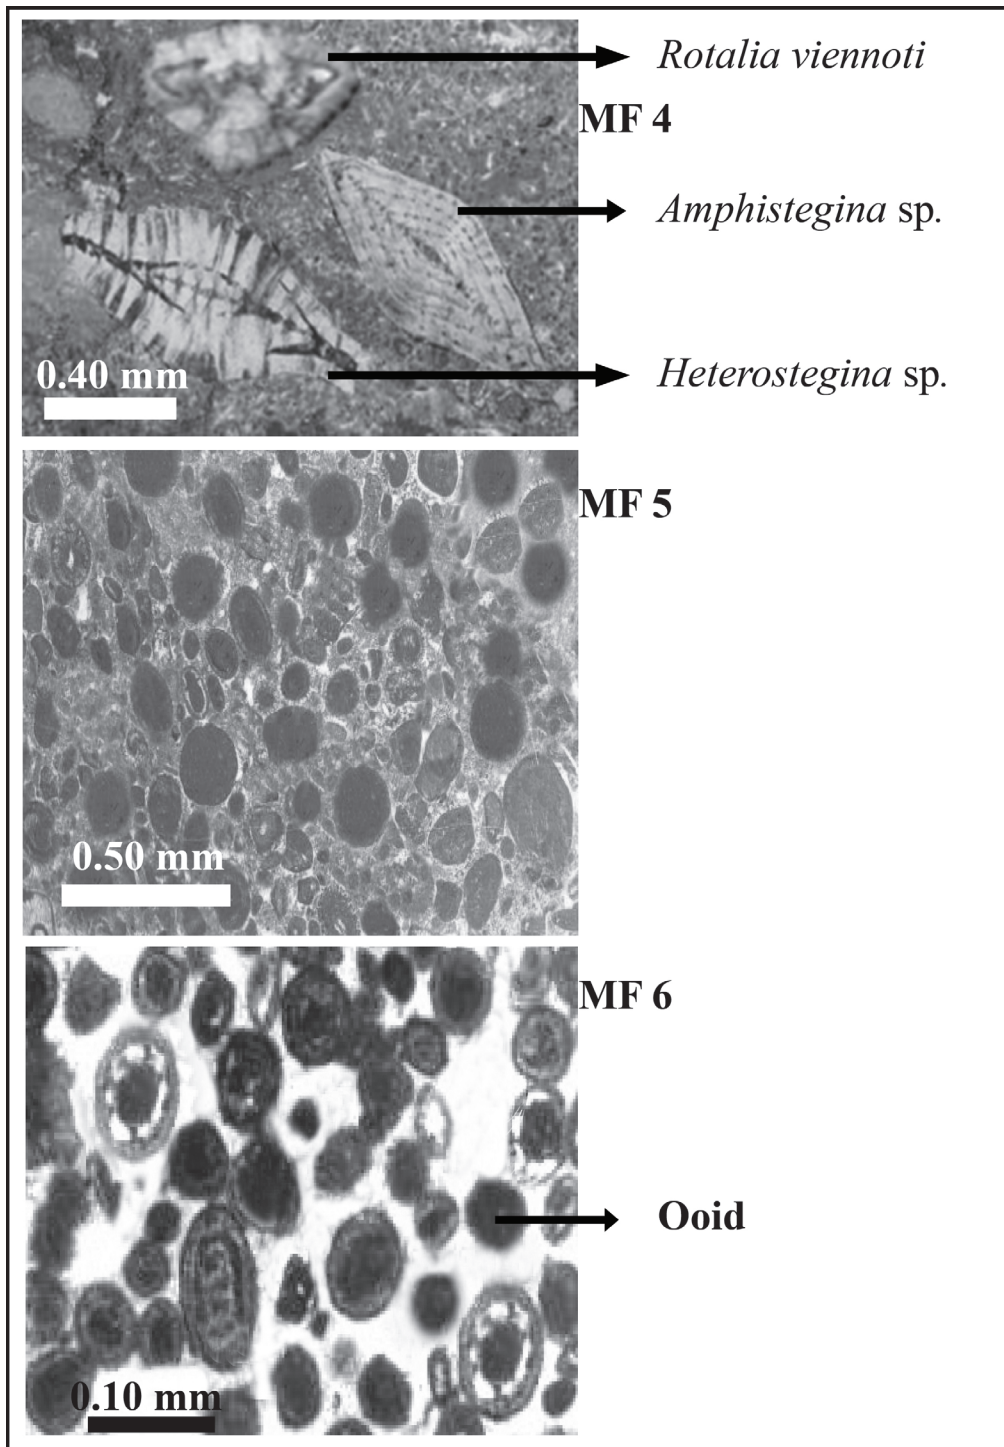 Rotalia viennoti
MF 4
Amphistegina sp.
0.40 mm
Heterostegina sp.
MF 5
0.50 mm
MF 6
Ooid
0.10 mm